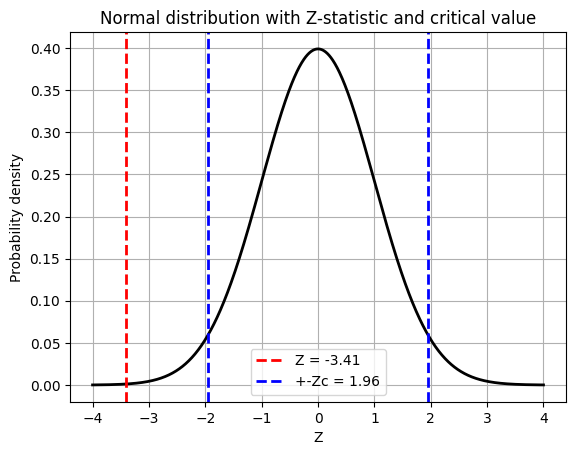 Normal distribution with Z-statistic and critical value
Probability density
0.40
0.35
0.30
0.25
0.20
0.15
0.10
0.05
0.00
Z = -3.41
+-Zc = 1.96
−4 −3 −2 −1 0 1 2 3 4
Z